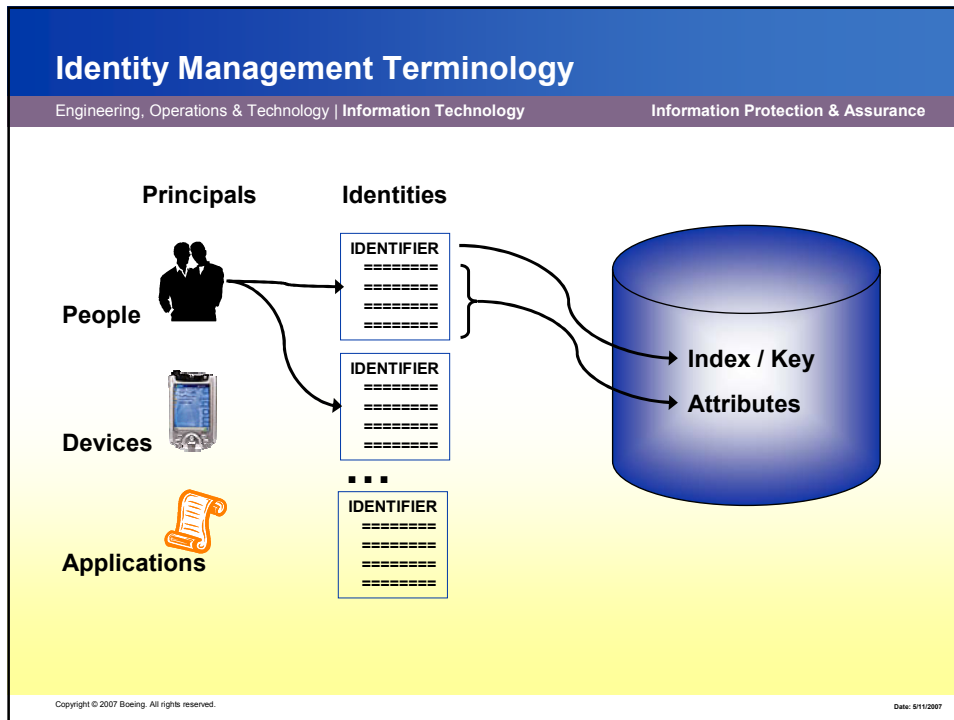 Identity Management Terminology
Engineering, Operations & Technology | Information Technology
Information Protection & Assurance
Principals
Identities
People
Devices
Applications
IDENTIFIER
========
========
========
========
IDENTIFIER
========
========
========
========
...
IDENTIFIER
========
========
========
========
Index / Key
Attributes
Copyright © 2007 Boeing. All rights reserved.
Date: 5/11/2007